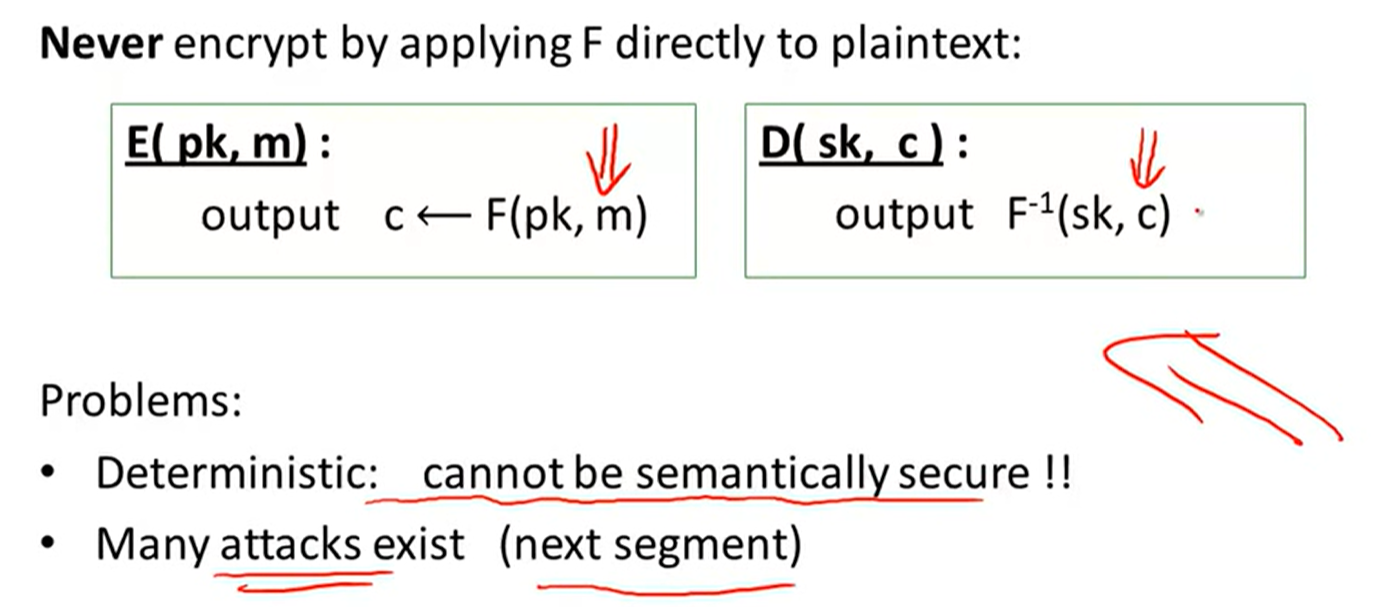 Never encrypt by applying F directly to plaintext:
E( pk, m) :
output c ⟵ F(pk, m)
D( sk, c ) :
output F⁻¹(sk, c)
Problems:
• Deterministic: cannot be semantically secure !!
• Many attacks exist (next segment)